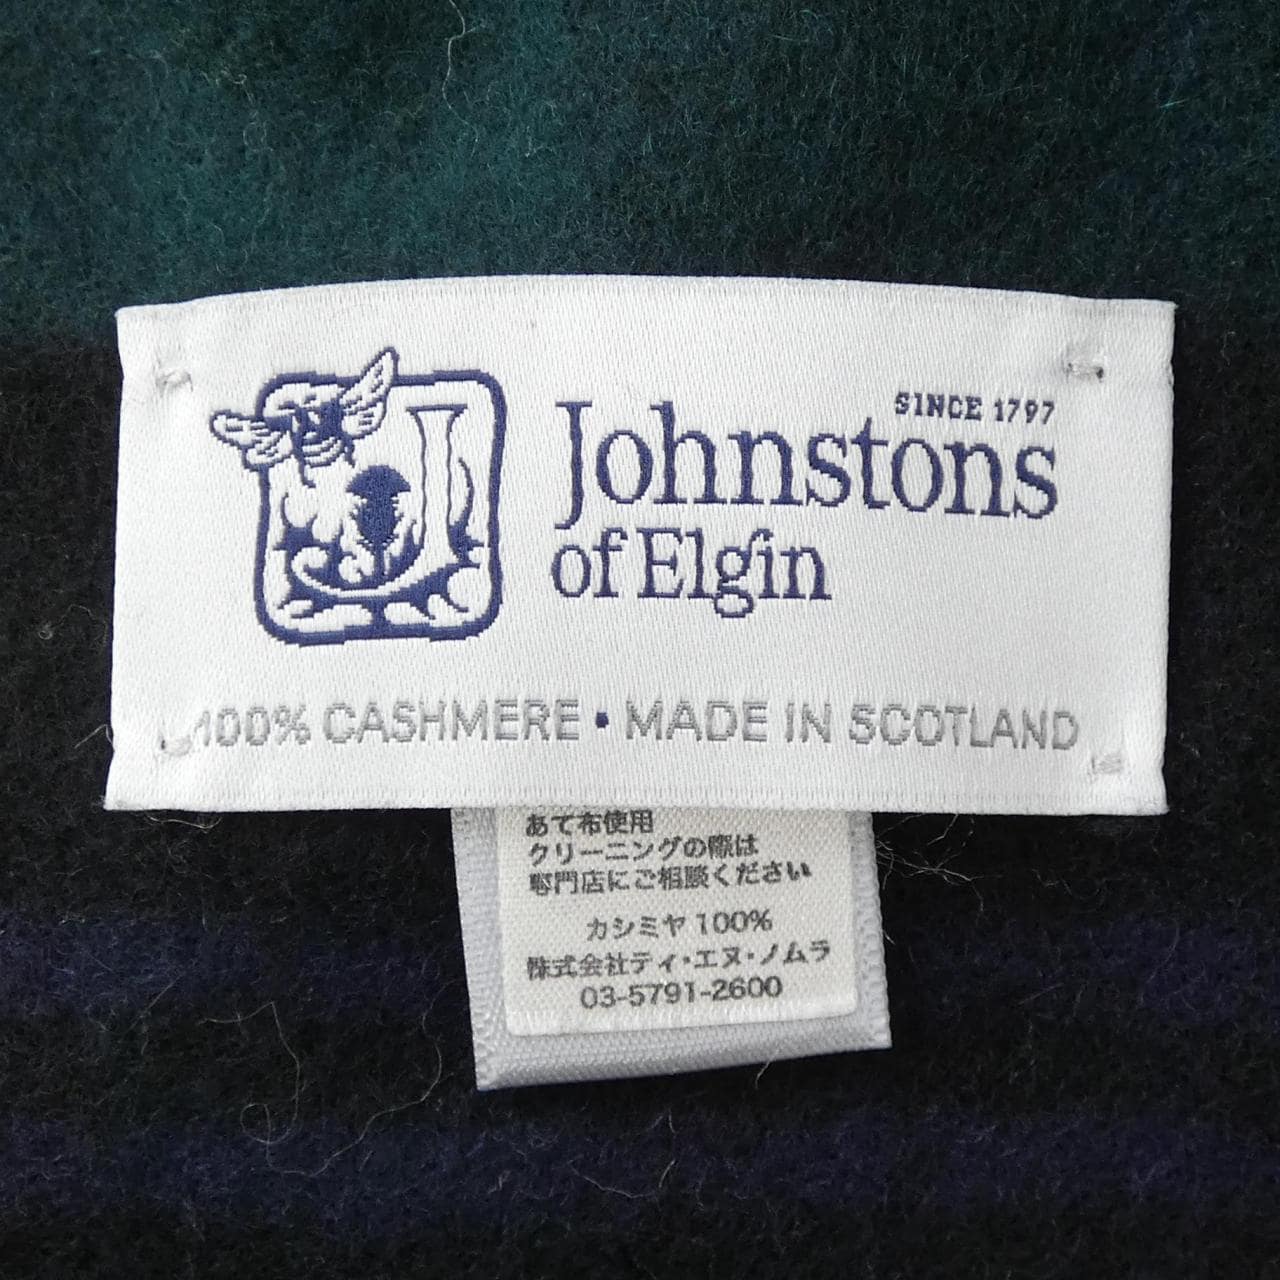 SINCE 1797
Johnstons
of Elgin
100% CASHMERE • MADE IN SCOTLAND
あて布使用
クリーニングの際は
専門店にご相談ください
カシミヤ 100%
株式会社ティ・エヌ・ノムラ
03-5791-2600